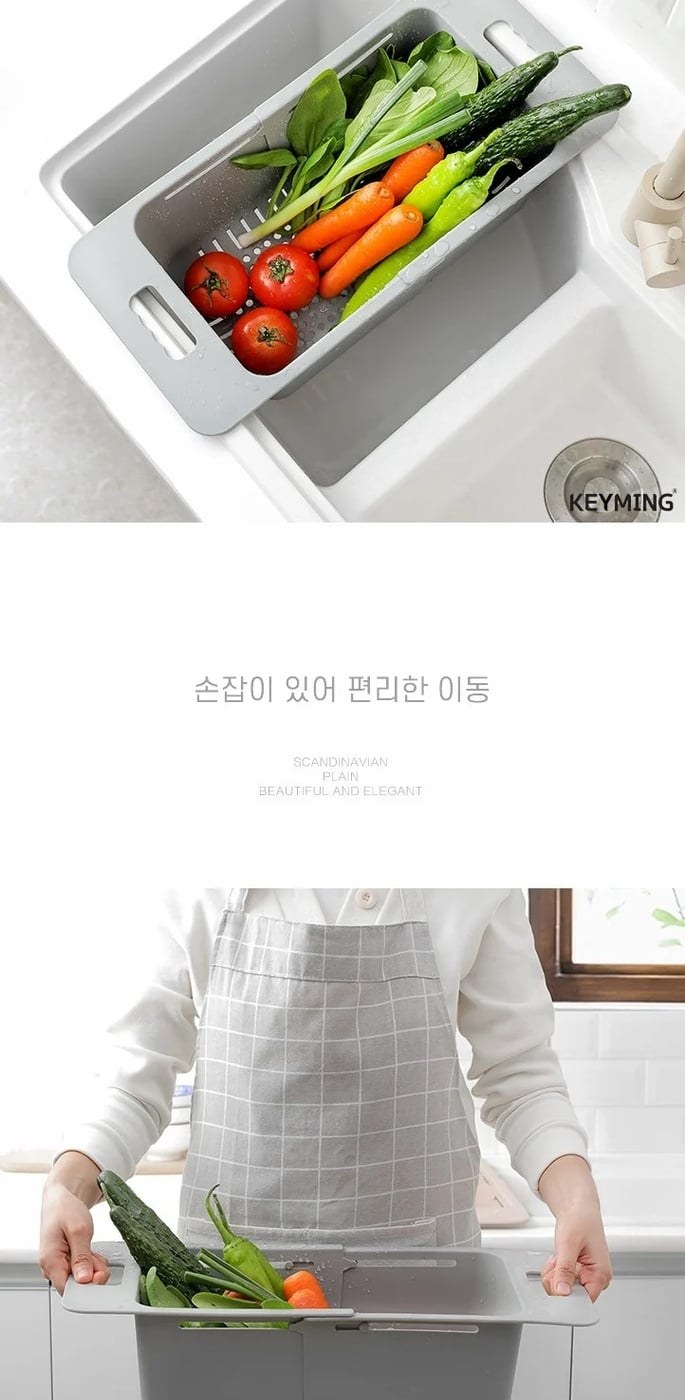 KEYMING
손잡이 있어 편리한 이동
SCANDINAVIAN
PLAIN
BEAUTIFUL AND ELEGANT